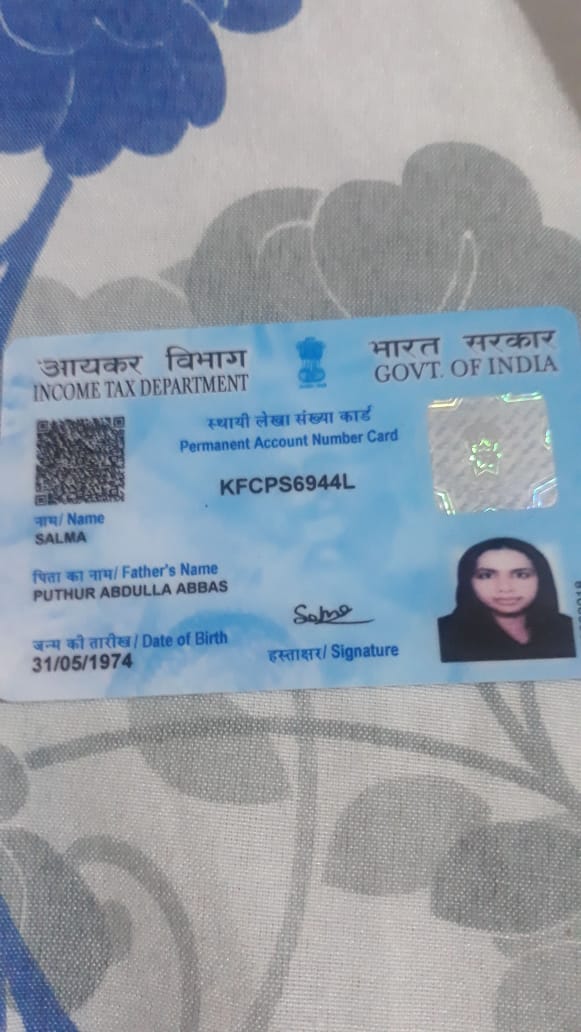 आयकर विभाग
INCOME TAX DEPARTMENT
भारत सरकार
GOVT. OF INDIA
स्थायी लेखा संख्या कार्ड
Permanent Account Number Card
KFCPS6944L
नाम/ Name
SALMA
पिता का नाम/ Father's Name
PUTHUR ABDULLA ABBAS
जन्म की तारीख / Date of Birth
31/05/1974
हस्ताक्षर/ Signature